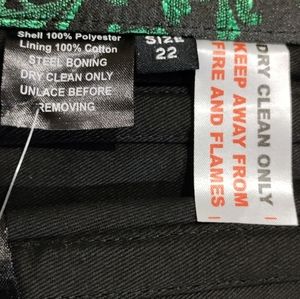 Shell 100% Polyester
Lining 100% Cotton
STEEL BONING
DRY CLEAN ONLY
UNLACE BEFORE
REMOVING
SIZE
22
DRY CLEAN ONLY
KEEP AWAY FROM
FIRE AND FLAMES